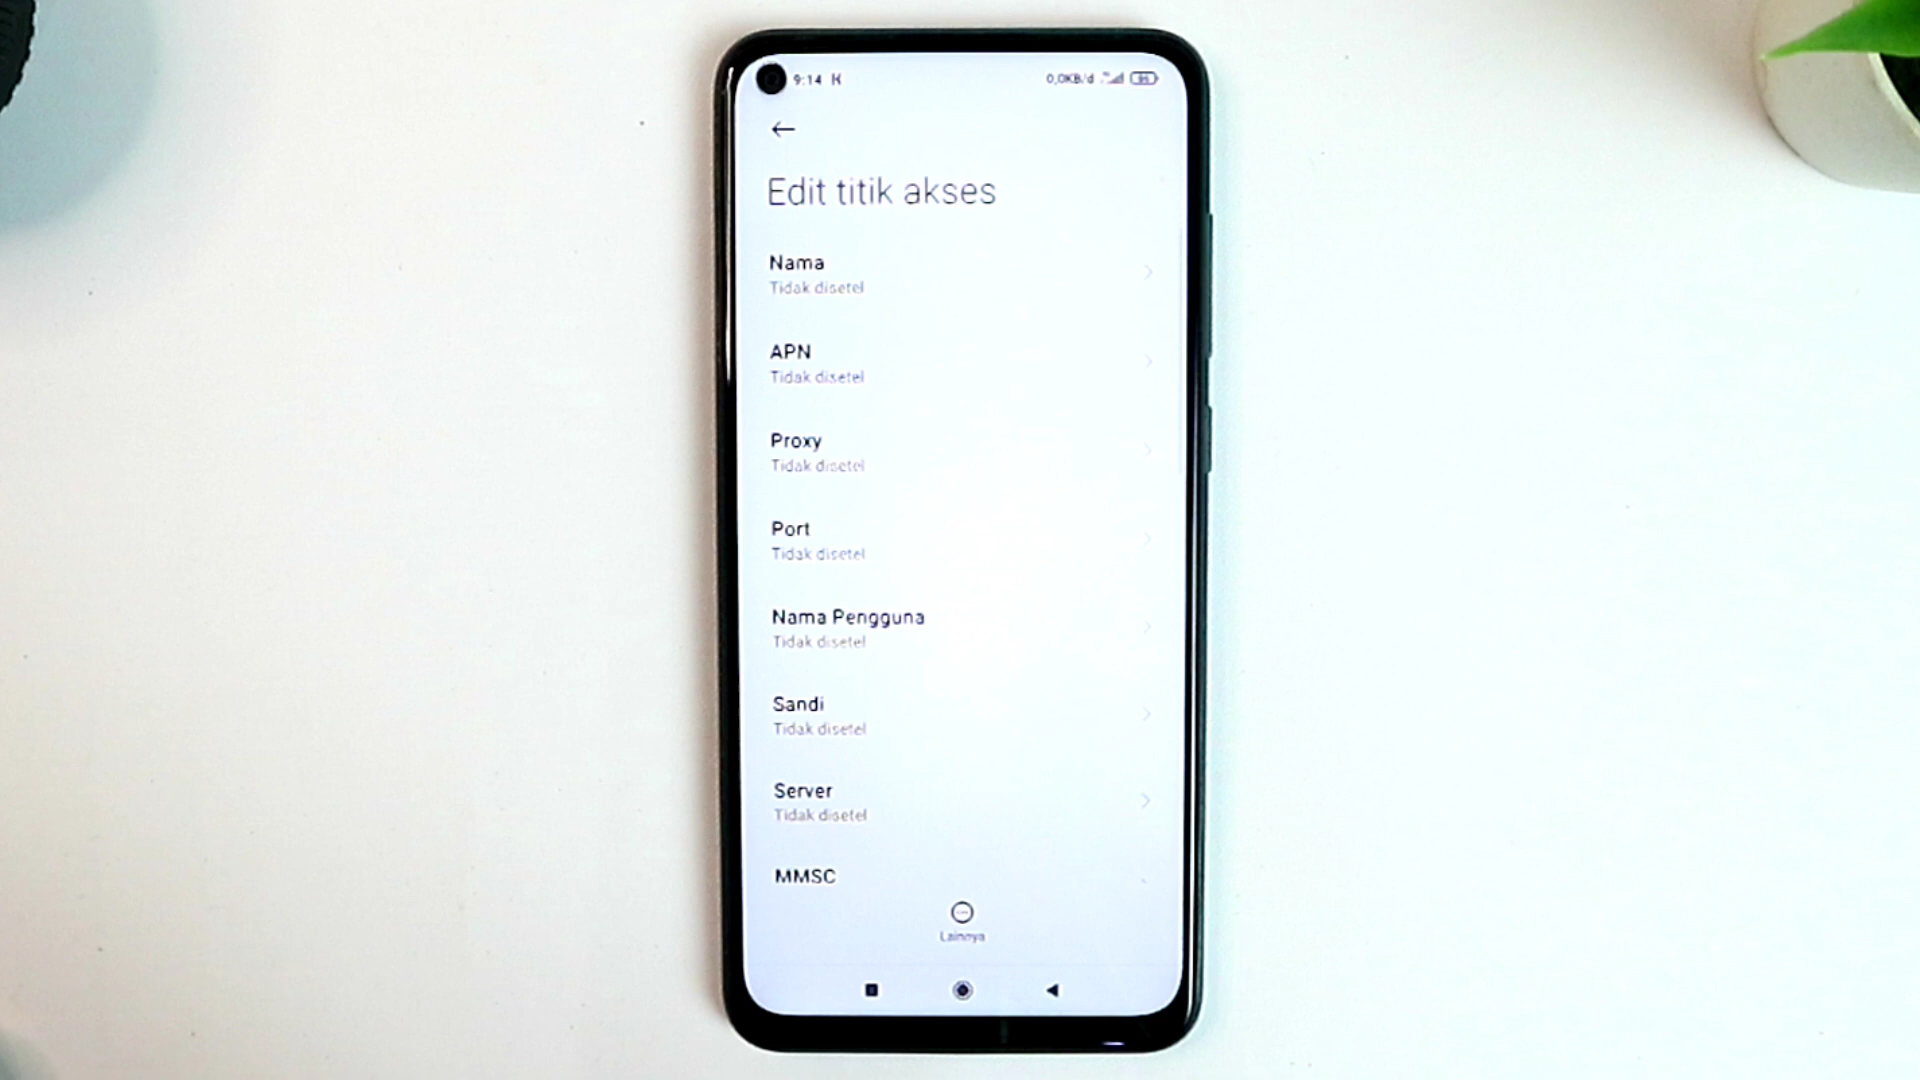 9:14
0,0KB/d
Edit titik akses
Nama
Tidak disetel
APN
Tidak disetel
Proxy
Tidak disetel
Port
Tidak disetel
Nama Pengguna
Tidak disetel
Sandi
Tidak disetel
Server
Tidak disetel
MMSC
Lainnya